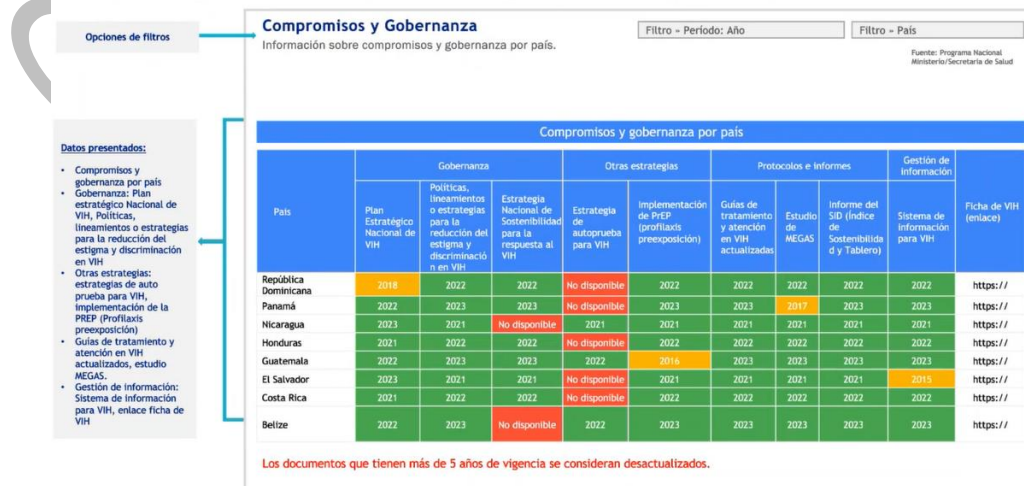 Opciones de filtros
Compromisos y Gobernanza
Información sobre compromisos y gobernanza por país.
Filtro - Período: Año
Filtro - País
Fuente: Programa Nacional
Ministerio/Secretaría de Salud
Datos presentados:
• Compromisos y
gobernanza por país
• Gobernanza: Plan
estratégico Nacional de
VIH, Políticas,
lineamientos o estrategias
para la reducción del
estigma y discriminación
en VIH
• Otras estrategias:
estrategias de auto
prueba para VIH,
implementación de la
PREP (Profilaxis
preexposición)
• Guías de tratamiento y
atención en VIH
actualizados, estudio
MEGAS.
• Gestión de información:
Sistema de información
para VIH, enlace ficha de
VIH
Compromisos y gobernanza por país
País
Gobernanza
Otras estrategias
Protocolos e informes
Gestión de
información
Ficha de VIH
(enlace)
Plan
Estratégico
Nacional de
VIH
Políticas,
lineamientos
o estrategias
para la
reducción del
estigma y
discriminació
n en VIH
Estrategia
Nacional de
Sostenibilidad
para la
respuesta al
VIH
Estrategia
de
autoprueba
para VIH
Implementación
de PrEP
(profilaxis
preexposición)
Guías de
tratamiento
y atención
en VIH
actualizadas
Estudio
de
MEGAS
Informe del
SID (Índice
de
Sostenibilida
d y Tablero)
Sistema de
información
para VIH
República
Dominicana
2018 2022 2022 No disponible 2022 2022 2022 2022 2022 https://
Panamá 2022 2023 2023 No disponible 2023 2023 2017 2023 2023 https://
Nicaragua 2023 2021 No disponible 2021 2021 2021 2021 2021 2021 https://
Honduras 2021 2022 2022 No disponible 2022 2022 2022 2022 2022 https://
Guatemala 2022 2023 2023 2022 2016 2023 2023 2023 2023 https://
El Salvador 2023 2021 2021 No disponible 2021 2021 2021 2021 2015 https://
Costa Rica 2021 2022 2022 No disponible 2022 2022 2022 2022 2022 https://
Belize 2022 2023 No disponible 2022 2023 2023 2023 2023 2023 https://
Los documentos que tienen más de 5 años de vigencia se consideran desactualizados.